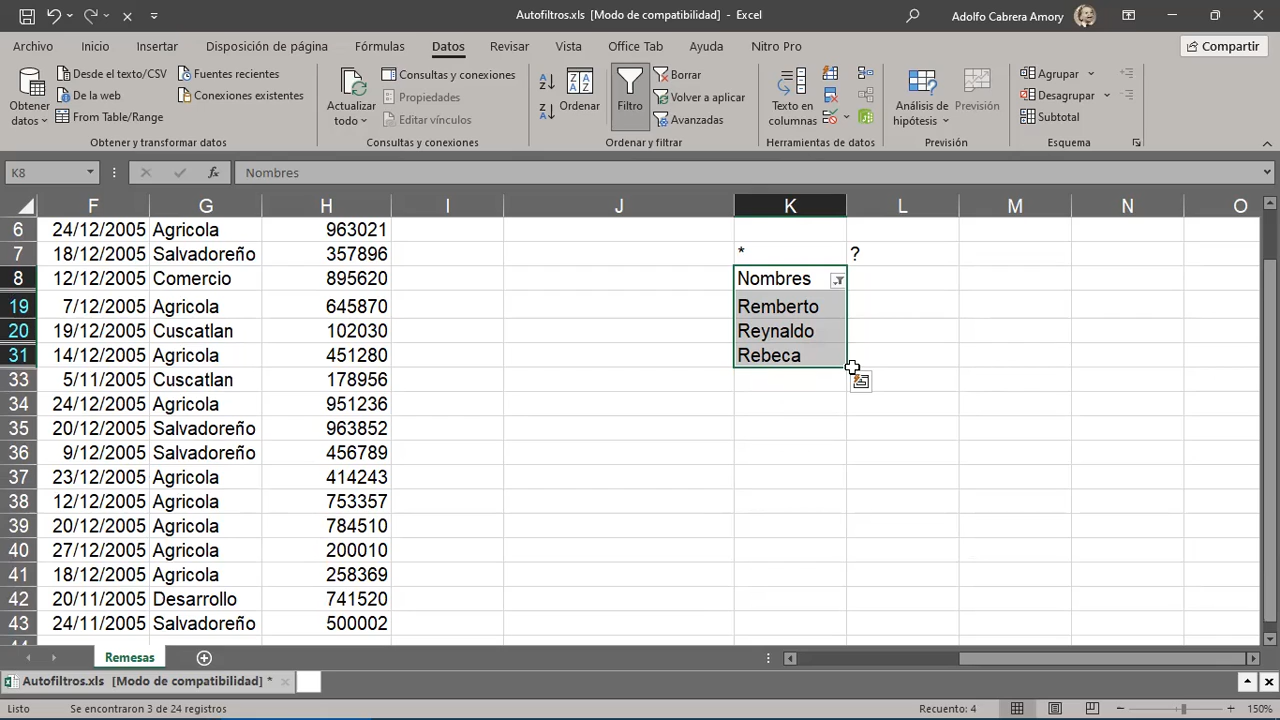 Autofiltros.xls [Modo de compatibilidad] - Excel
Adolfo Cabrera Amory
Archivo Inicio Insertar Disposición de página Fórmulas Datos Revisar Vista Office Tab Ayuda Nitro Pro Compartir
Obtener datos
Desde el texto/CSV
De la web
From Table/Range
Fuentes recientes
Conexiones existentes
Actualizar todo
Consultas y conexiones
Propiedades
Editar vínculos
Ordenar
Filtro
Borrar
Volver a aplicar
Avanzadas
Texto en columnas
Análisis de hipótesis
Previsión
Agrupar
Desagrupar
Subtotal
Obtener y transformar datos Consultas y conexiones Ordenar y filtrar Herramientas de datos Previsión Esquema
K8 fx Nombres
F G H I J K L M N O
6 24/12/2005 Agricola 963021
7 18/12/2005 Salvadoreño 357896 * ?
8 12/12/2005 Comercio 895620 Nombres
19 7/12/2005 Agricola 645870 Remberto
20 19/12/2005 Cuscatlan 102030 Reynaldo
31 14/12/2005 Agricola 451280 Rebeca
33 5/11/2005 Cuscatlan 178956
34 24/12/2005 Agricola 951236
35 20/12/2005 Salvadoreño 963852
36 9/12/2005 Salvadoreño 456789
37 23/12/2005 Agricola 414243
38 12/12/2005 Agricola 753357
39 20/12/2005 Agricola 784510
40 27/12/2005 Agricola 200010
41 18/12/2005 Agricola 258369
42 20/11/2005 Desarrollo 741520
43 24/11/2005 Salvadoreño 500002
Remesas
Autofiltros.xls [Modo de compatibilidad] *
Listo Se encontraron 3 de 24 registros Recuento: 4 150%